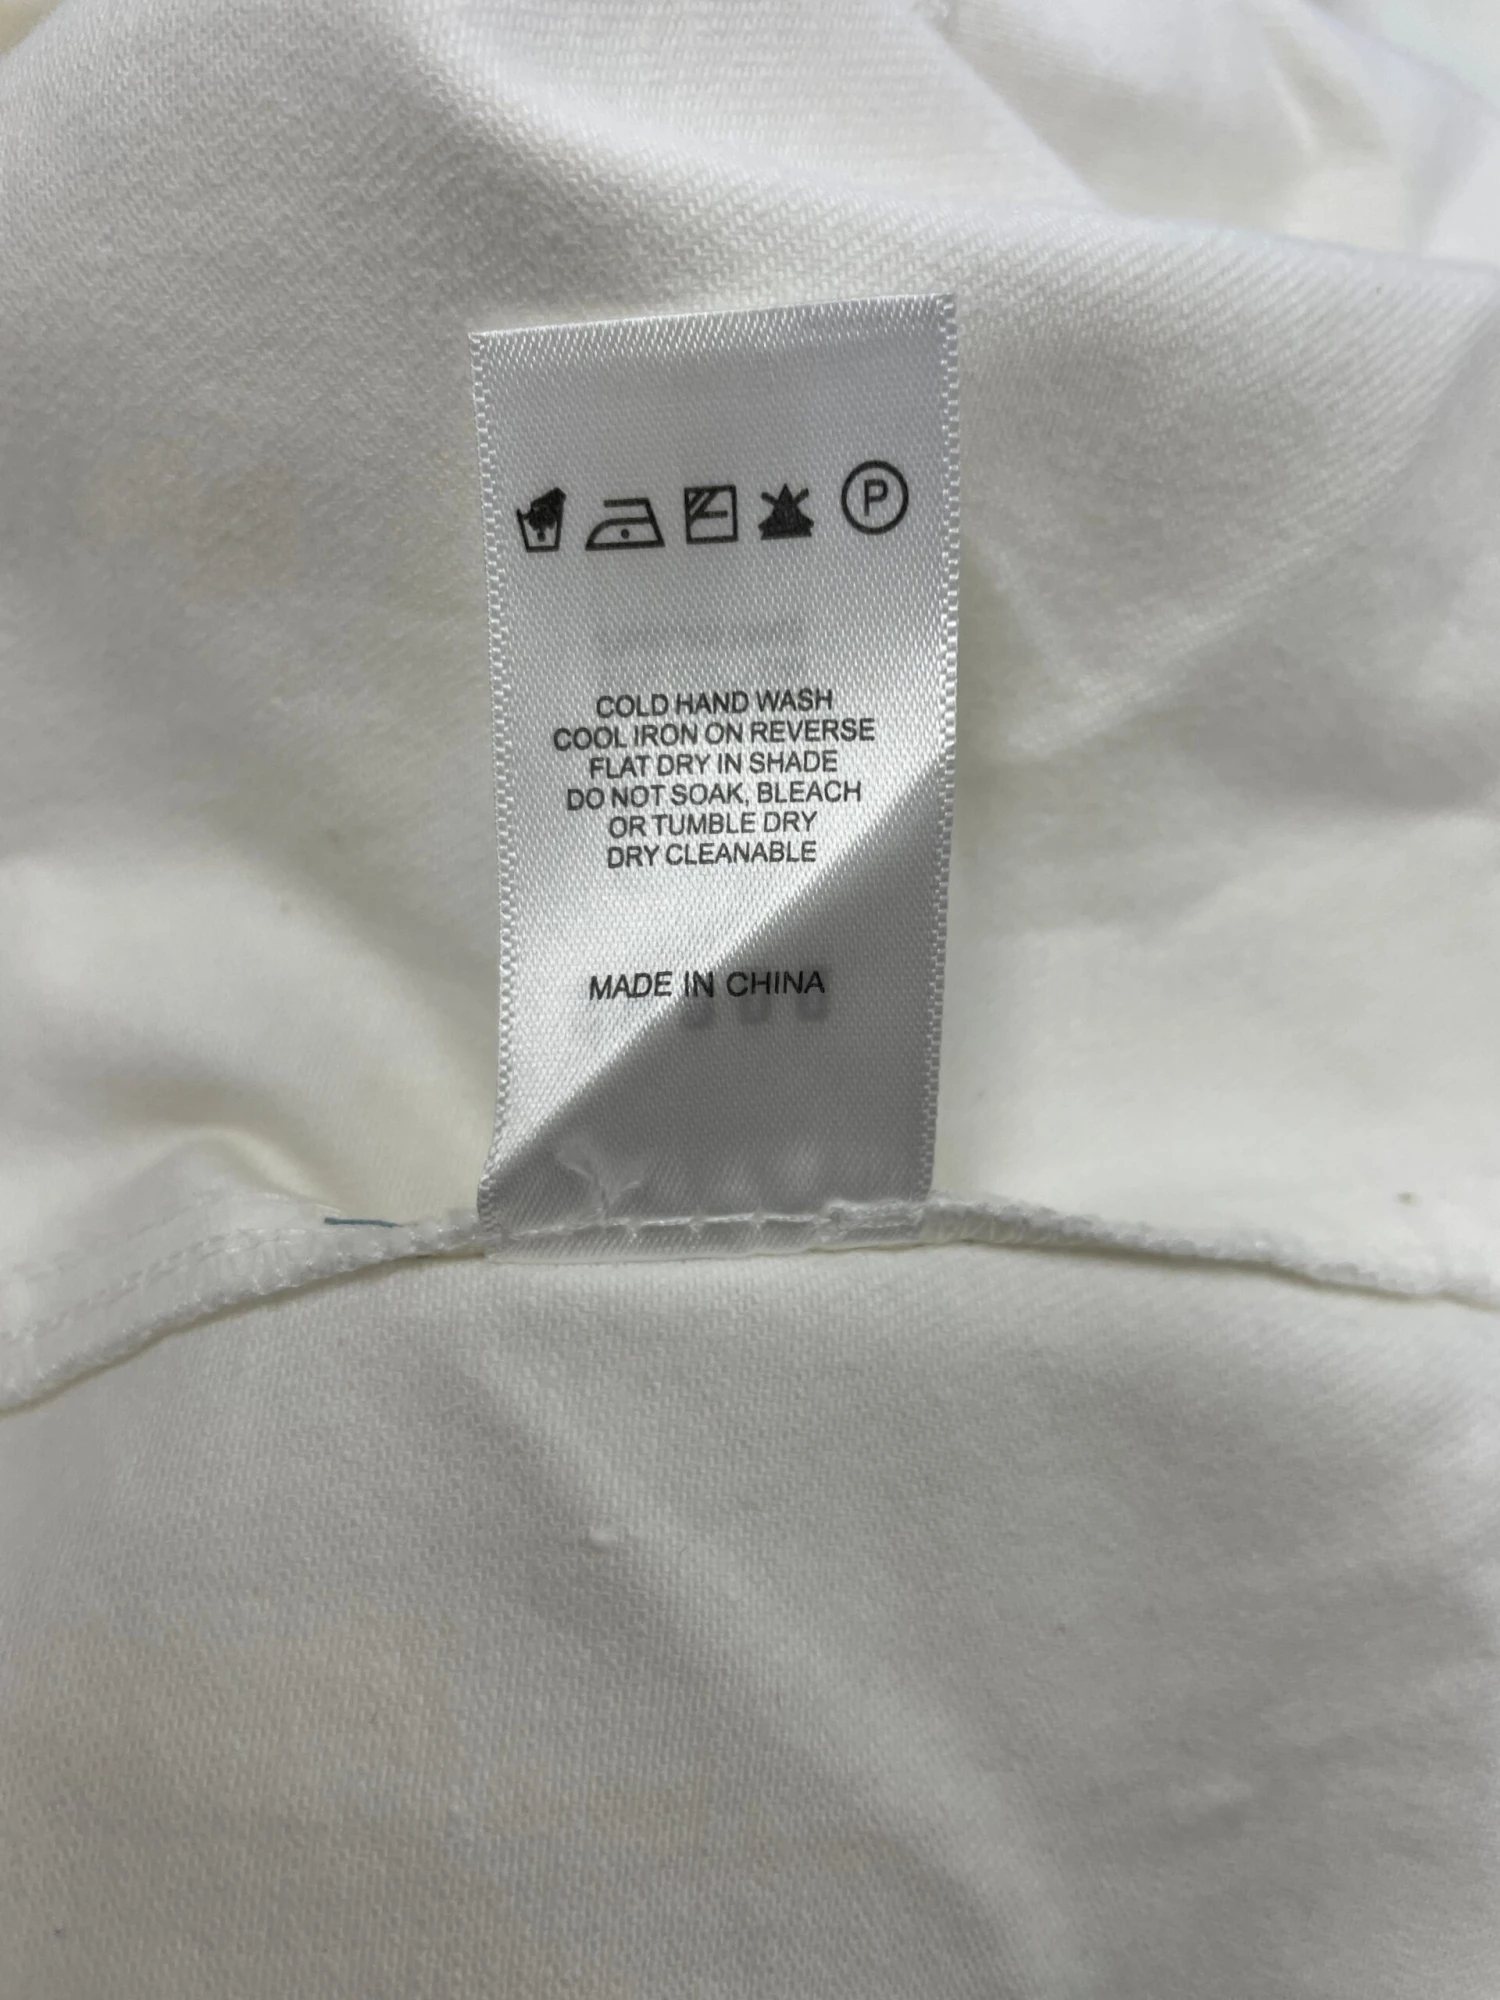 P
COLD HAND WASH
COOL IRON ON REVERSE
FLAT DRY IN SHADE
DO NOT SOAK, BLEACH
OR TUMBLE DRY
DRY CLEANABLE
MADE IN CHINA